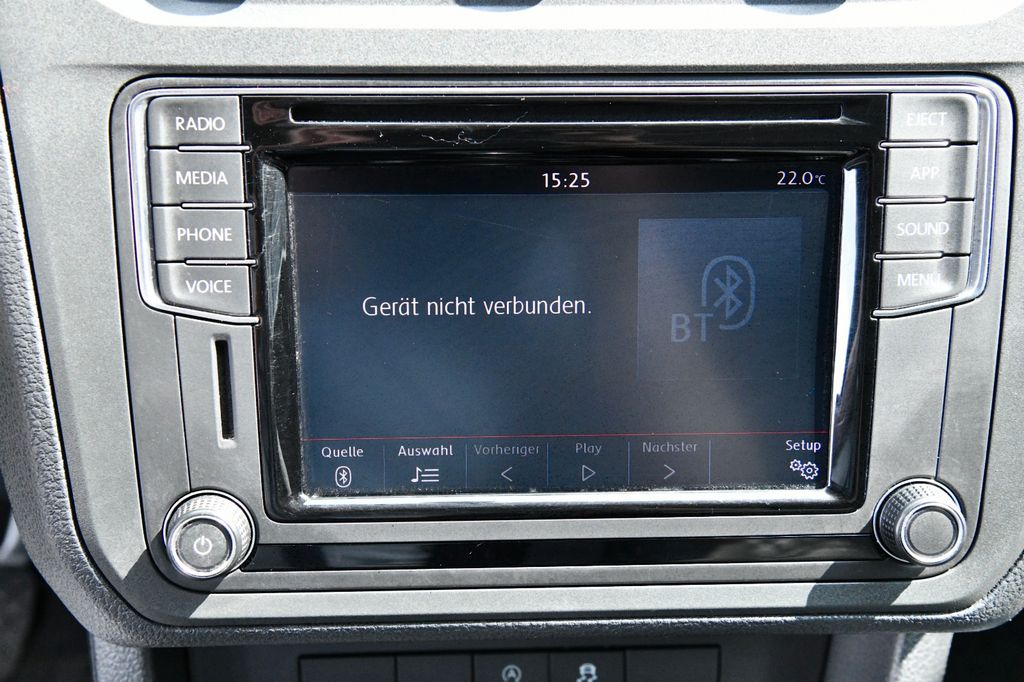 RADIO
MEDIA
PHONE
VOICE
EJECT
APP
SOUND
MENU
15:25
22.0°C
Gerät nicht verbunden.
BT
Quelle
Auswahl
Vorheriger
Play
Nächster
Setup